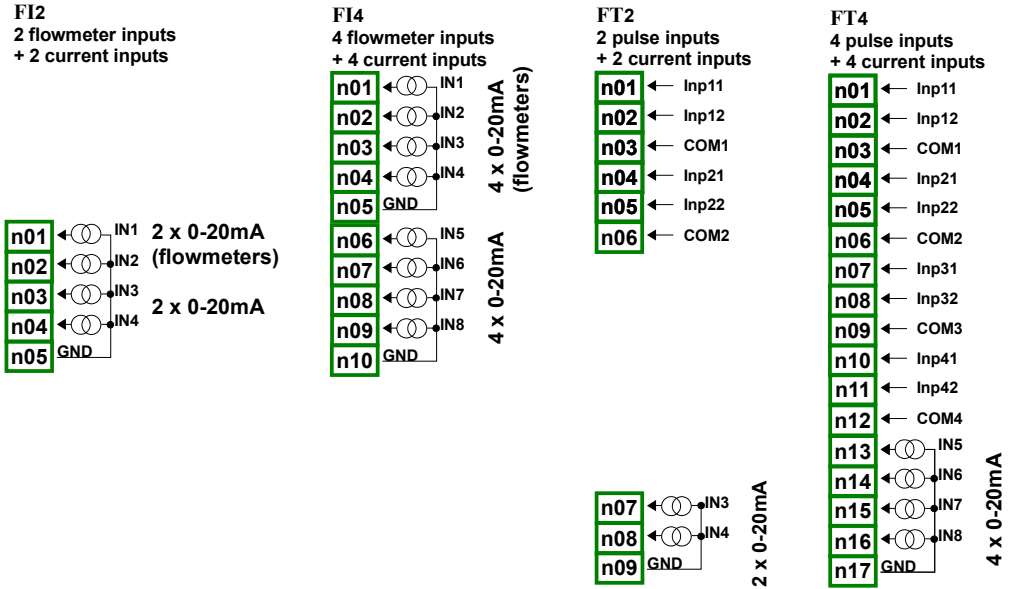 FI2
2 flowmeter inputs
+ 2 current inputs
n01 IN1
n02 IN2
n03 IN3
n04 IN4
n05 GND
2 x 0-20mA
(flowmeters)
2 x 0-20mA
FI4
4 flowmeter inputs
+ 4 current inputs
n01 IN1
n02 IN2
n03 IN3
n04 IN4
n05 GND
4 x 0-20mA
(flowmeters)
n06 IN5
n07 IN6
n08 IN7
n09 IN8
n10 GND
4 x 0-20mA
FT2
2 pulse inputs
+ 2 current inputs
n01 Inp11
n02 Inp12
n03 COM1
n04 Inp21
n05 Inp22
n06 COM2
n07 IN3
n08 IN4
n09 GND
2 x 0-20mA
FT4
4 pulse inputs
+ 4 current inputs
n01 Inp11
n02 Inp12
n03 COM1
n04 Inp21
n05 Inp22
n06 COM2
n07 Inp31
n08 Inp32
n09 COM3
n10 Inp41
n11 Inp42
n12 COM4
n13 IN5
n14 IN6
n15 IN7
n16 IN8
n17 GND
4 x 0-20mA